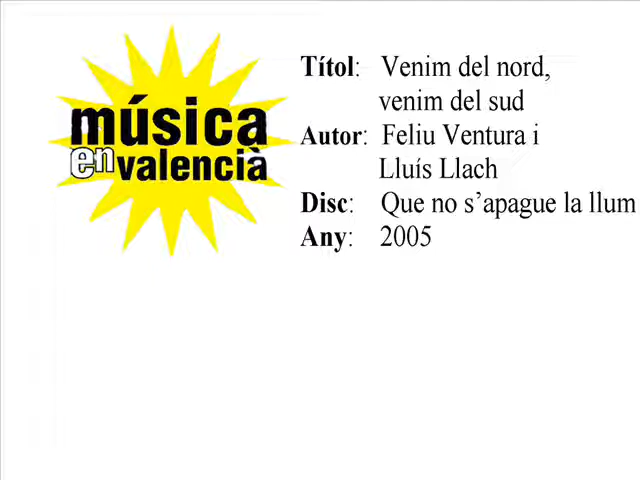 música
en valencià
Títol: Venim del nord,
venim del sud
Autor: Feliu Ventura i
Lluís Llach
Disc: Que no s’apague la llum
Any: 2005